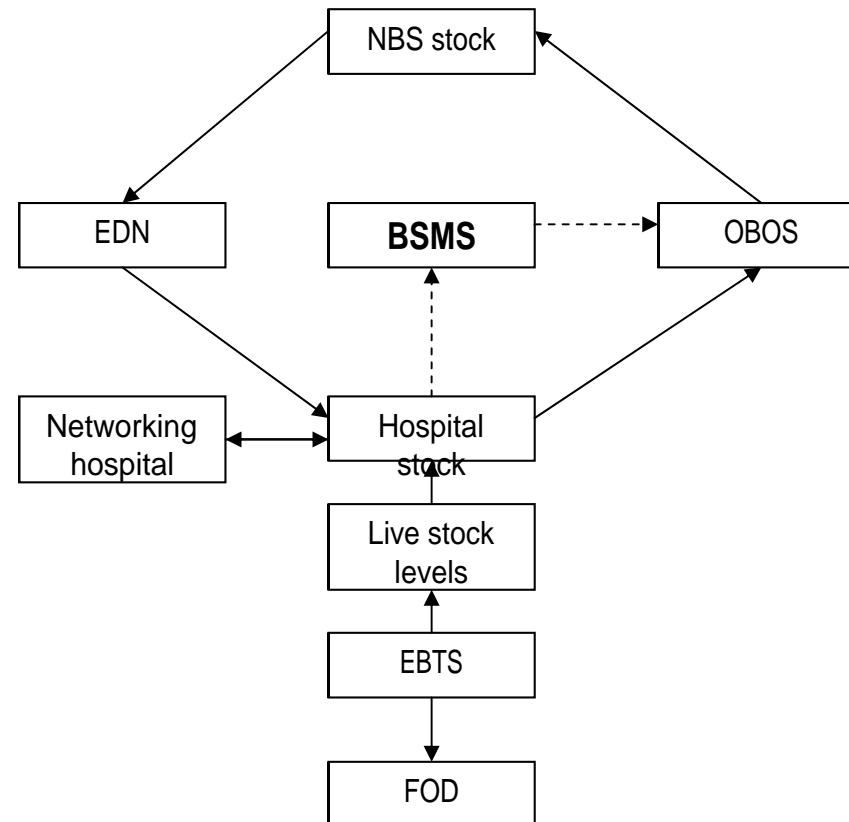 NBS stock
EDN
BSMS
OBOS
Networking
hospital
Hospital
stock
Live stock
levels
EBTS
FOD